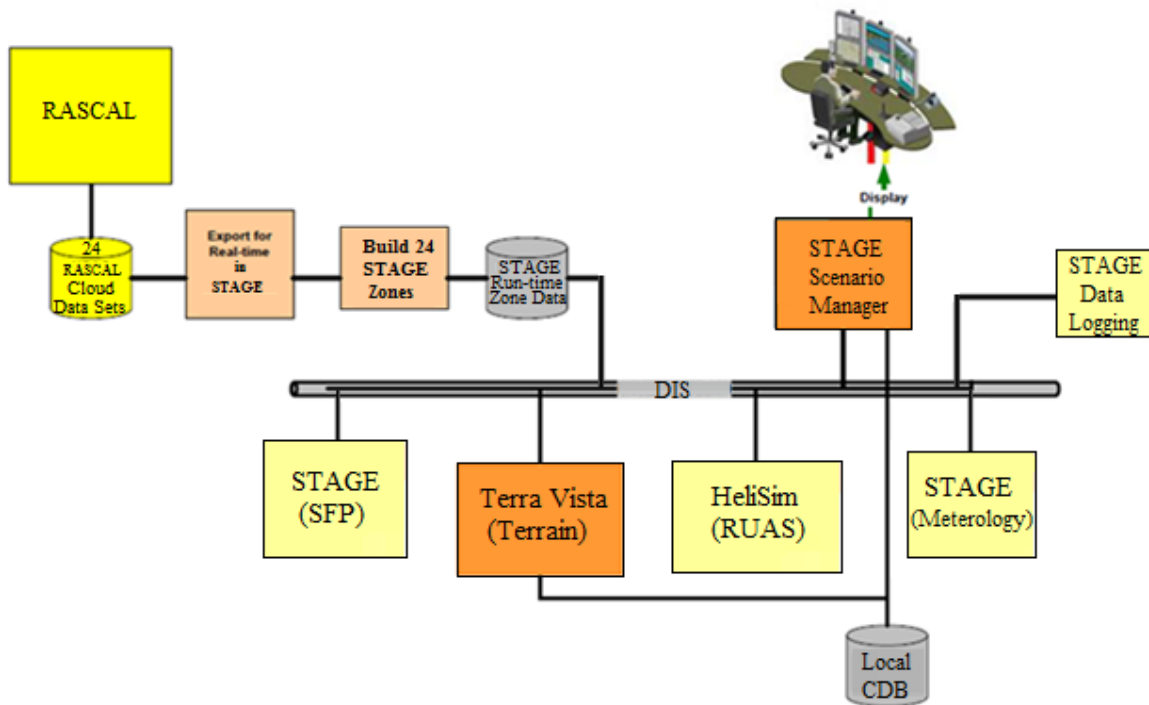 RASCAL
24
RASCAL
Cloud
Data Sets
Export for
Real-time
in
STAGE
Build 24
STAGE
Zones
STAGE
Run-time
Zone Data
Display
STAGE
Scenario
Manager
STAGE
Data
Logging
DIS
STAGE
(SFP)
Terra Vista
(Terrain)
HeliSim
(RUAS)
STAGE
(Meterology)
Local
CDB